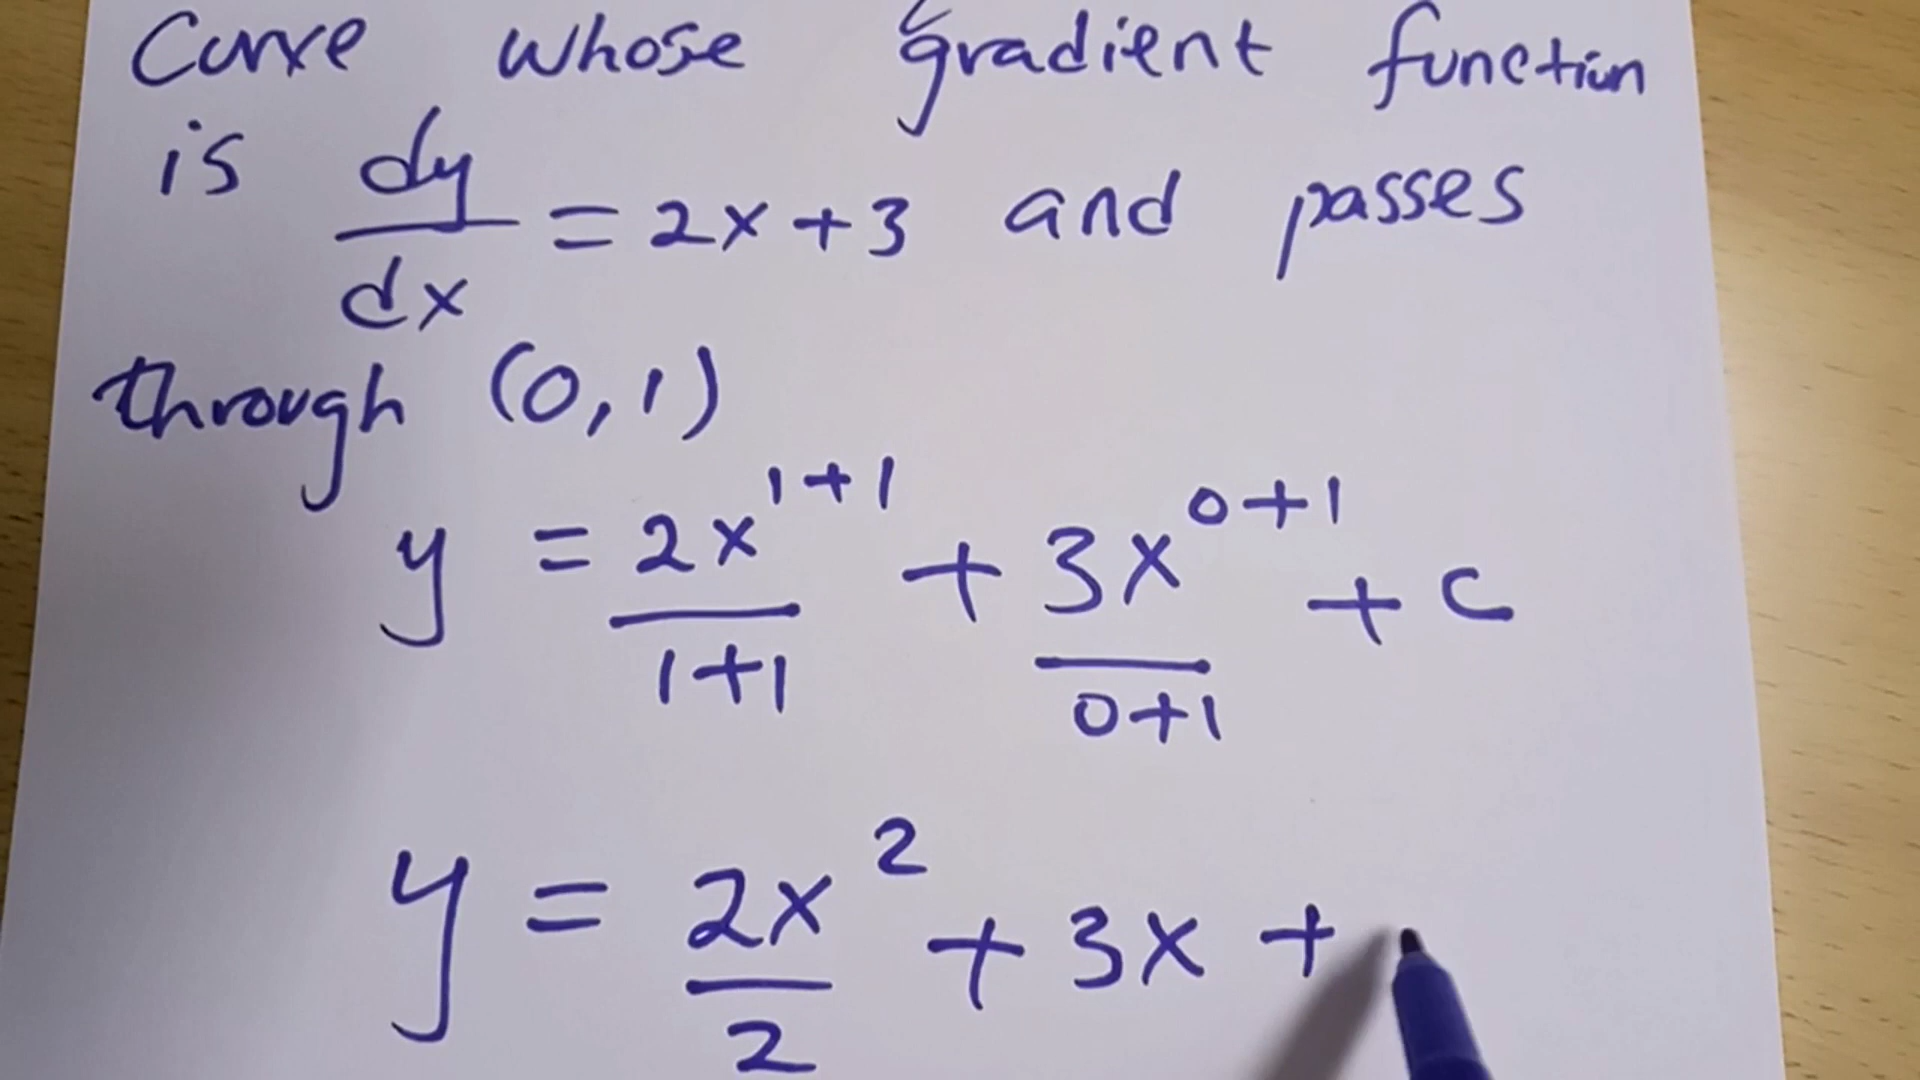 Curve whose gradient function
is dy/dx = 2x + 3 and passes
through (0, 1)
y = 2x^(1+1)/(1+1) + 3x^(0+1)/(0+1) + c
y = 2x^2/2 + 3x +